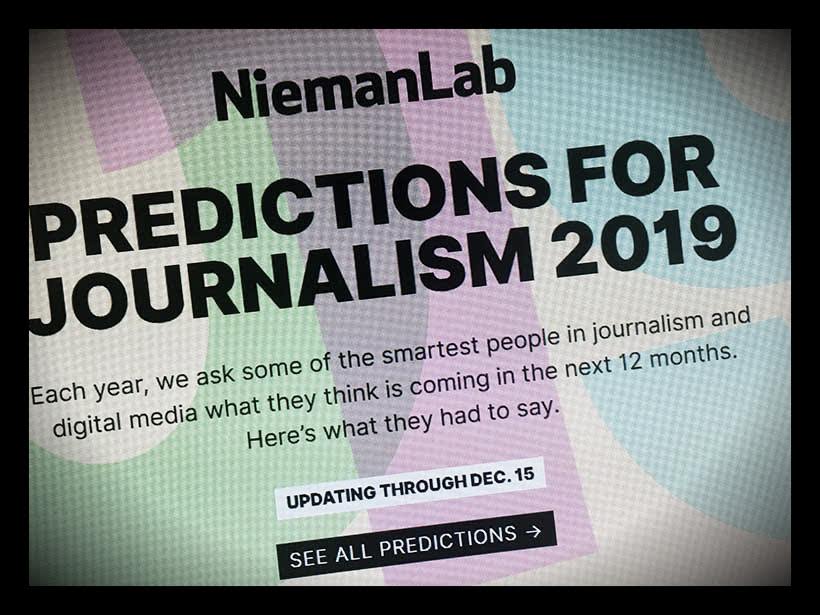 NiemanLab
PREDICTIONS FOR
JOURNALISM 2019
Each year, we ask some of the smartest people in journalism and
digital media what they think is coming in the next 12 months.
Here's what they had to say.
UPDATING THROUGH DEC. 15
SEE ALL PREDICTIONS →